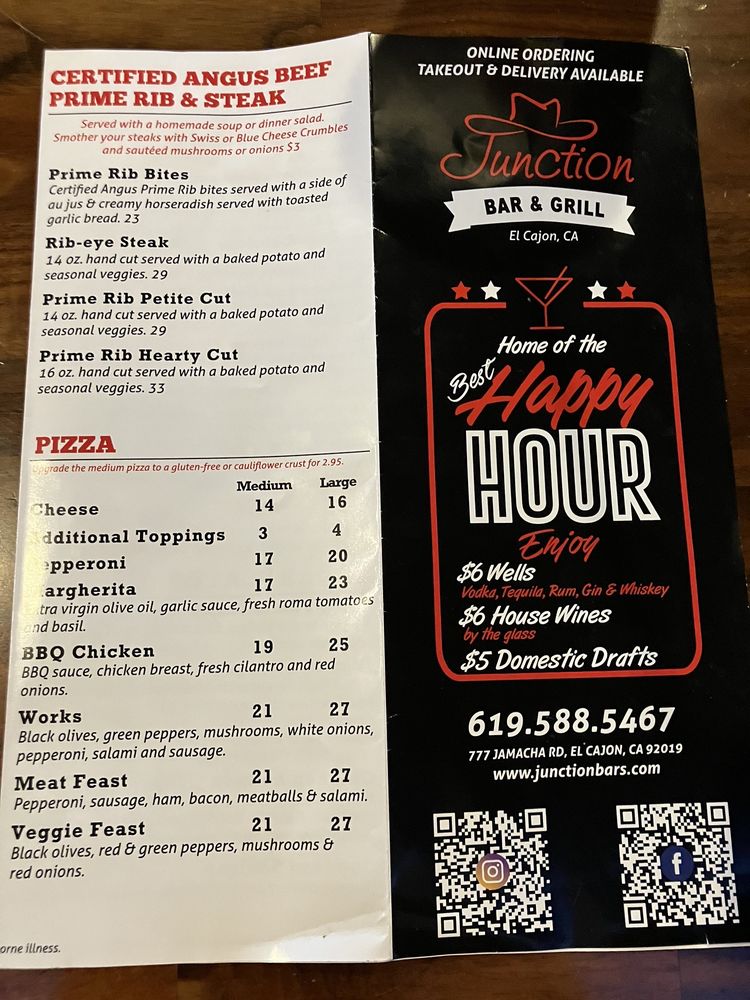 CERTIFIED ANGUS BEEF
PRIME RIB & STEAK
Served with a homemade soup or dinner salad.
Smother your steaks with Swiss or Blue Cheese Crumbles
and sautéed mushrooms or onions $3
Prime Rib Bites
Certified Angus Prime Rib bites served with a side of
au jus & creamy horseradish served with toasted
garlic bread. 23
Rib-eye Steak
14 oz. hand cut served with a baked potato and
seasonal veggies. 29
Prime Rib Petite Cut
14 oz. hand cut served with a baked potato and
seasonal veggies. 29
Prime Rib Hearty Cut
16 oz. hand cut served with a baked potato and
seasonal veggies. 33
PIZZA
Upgrade the medium pizza to a gluten-free or cauliflower crust for 2.95.
Medium Large
Cheese 14 16
Additional Toppings 3 4
Pepperoni 17 20
Margherita 17 23
Extra virgin olive oil, garlic sauce, fresh roma tomatoes
and basil.
BBQ Chicken 19 25
BBQ sauce, chicken breast, fresh cilantro and red
onions.
Works 21 27
Black olives, green peppers, mushrooms, white onions,
pepperoni, salami and sausage.
Meat Feast 21 27
Pepperoni, sausage, ham, bacon, meatballs & salami.
Veggie Feast 21 27
Black olives, red & green peppers, mushrooms &
red onions.
orne illness.
ONLINE ORDERING
TAKEOUT & DELIVERY AVAILABLE
Junction
BAR & GRILL
El Cajon, CA
Home of the
Best
Happy
HOUR
Enjoy
$6 Wells
Vodka, Tequila, Rum, Gin & Whiskey
$6 House Wines
by the glass
$5 Domestic Drafts
619.588.5467
777 JAMACHA RD, EL CAJON, CA 92019
www.junctionbars.com
f